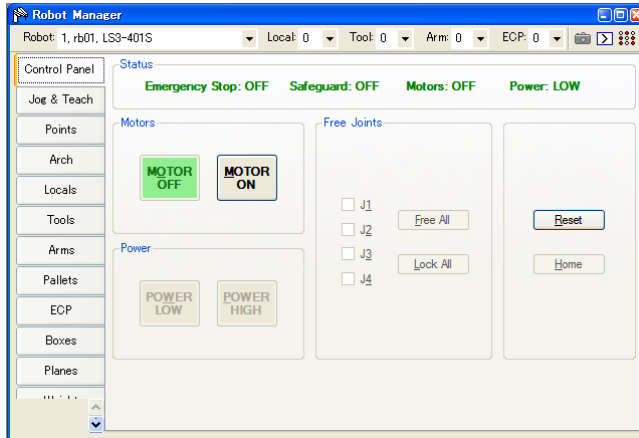 Robot Manager
Robot: 1, rb01, LS3-401S Local: 0 Tool: 0 Arm: 0 ECP: 0
Control Panel
Jog & Teach
Points
Arch
Locals
Tools
Arms
Pallets
ECP
Boxes
Planes
Status
Emergency Stop: OFF Safeguard: OFF Motors: OFF Power: LOW
Motors
MOTOR
OFF
MOTOR
ON
Power
POWER
LOW
POWER
HIGH
Free Joints
J1
J2
J3
J4
Free All
Lock All
Reset
Home